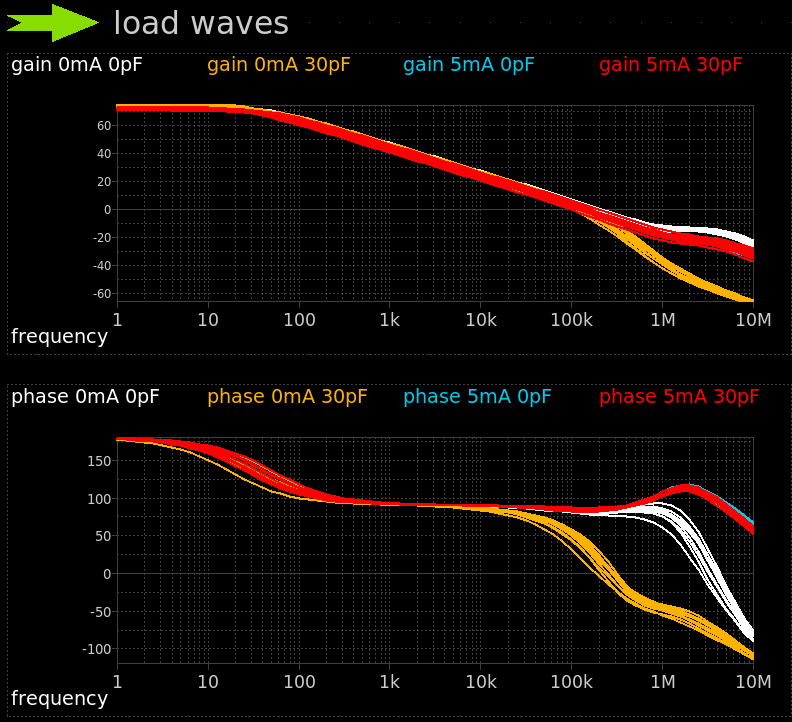 load waves
gain 0mA 0pF gain 0mA 30pF gain 5mA 0pF gain 5mA 30pF
60
40
20
0
-20
-40
-60
1 10 100 1k 10k 100k 1M 10M
frequency
phase 0mA 0pF phase 0mA 30pF phase 5mA 0pF phase 5mA 30pF
150
100
50
0
-50
-100
1 10 100 1k 10k 100k 1M 10M
frequency